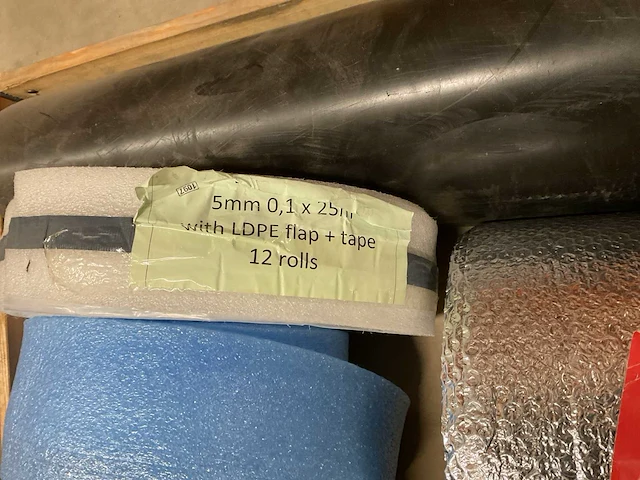 5mm 0,1 x 25m
with LDPE flap + tape
12 rolls